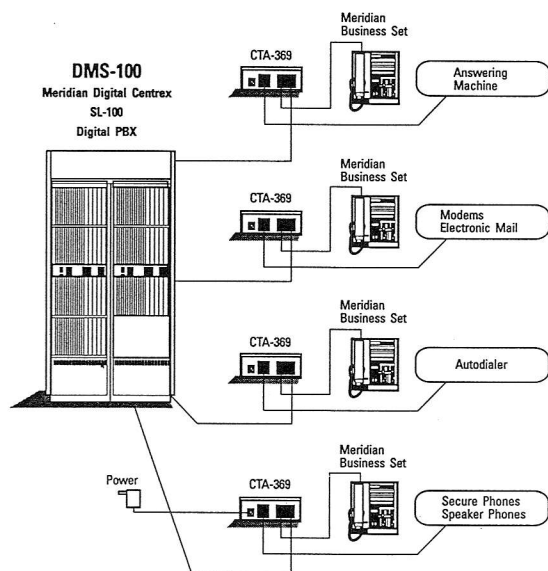 DMS-100
Meridian Digital Centrex
SL-100
Digital PBX
CTA-369
Meridian
Business Set
Answering
Machine
CTA-369
Meridian
Business Set
Modems
Electronic Mail
CTA-369
Meridian
Business Set
Autodialer
Power
CTA-369
Meridian
Business Set
Secure Phones
Speaker Phones